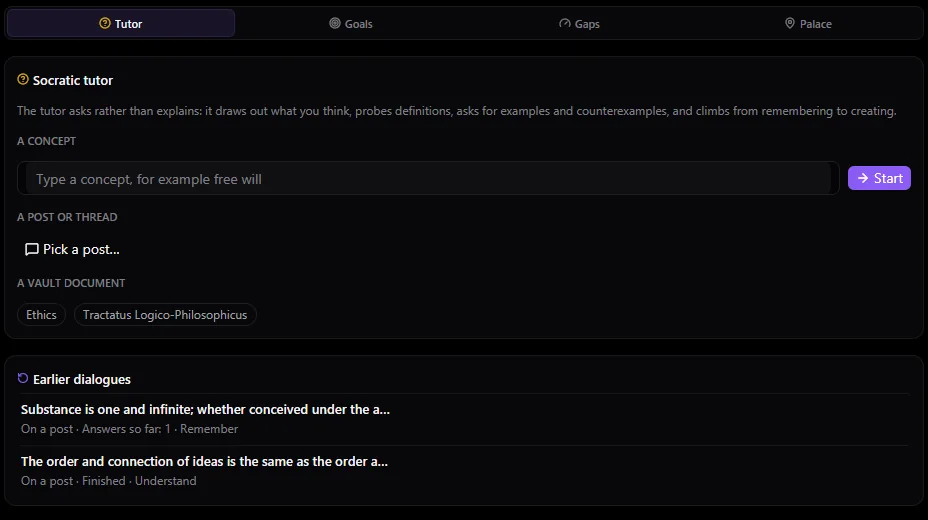 Tutor
Goals
Gaps
Palace
Socratic tutor
The tutor asks rather than explains: it draws out what you think, probes definitions, asks for examples and counterexamples, and climbs from remembering to creating.
A CONCEPT
Type a concept, for example free will
Start
A POST OR THREAD
Pick a post...
A VAULT DOCUMENT
Ethics
Tractatus Logico-Philosophicus
Earlier dialogues
Substance is one and infinite; whether conceived under the a...
On a post · Answers so far: 1 · Remember
The order and connection of ideas is the same as the order a...
On a post · Finished · Understand